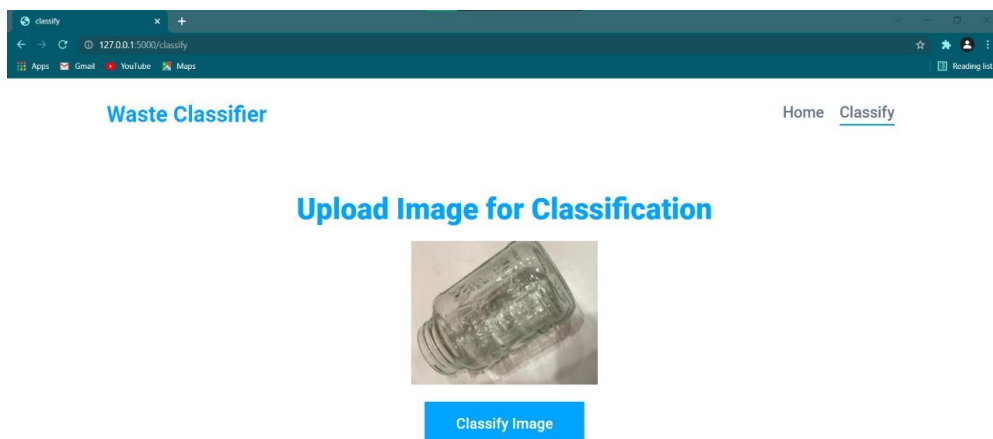 classify
127.0.0.1:5000/classify
Apps Gmail YouTube Maps Reading list
Waste Classifier Home Classify
Upload Image for Classification
Classify Image